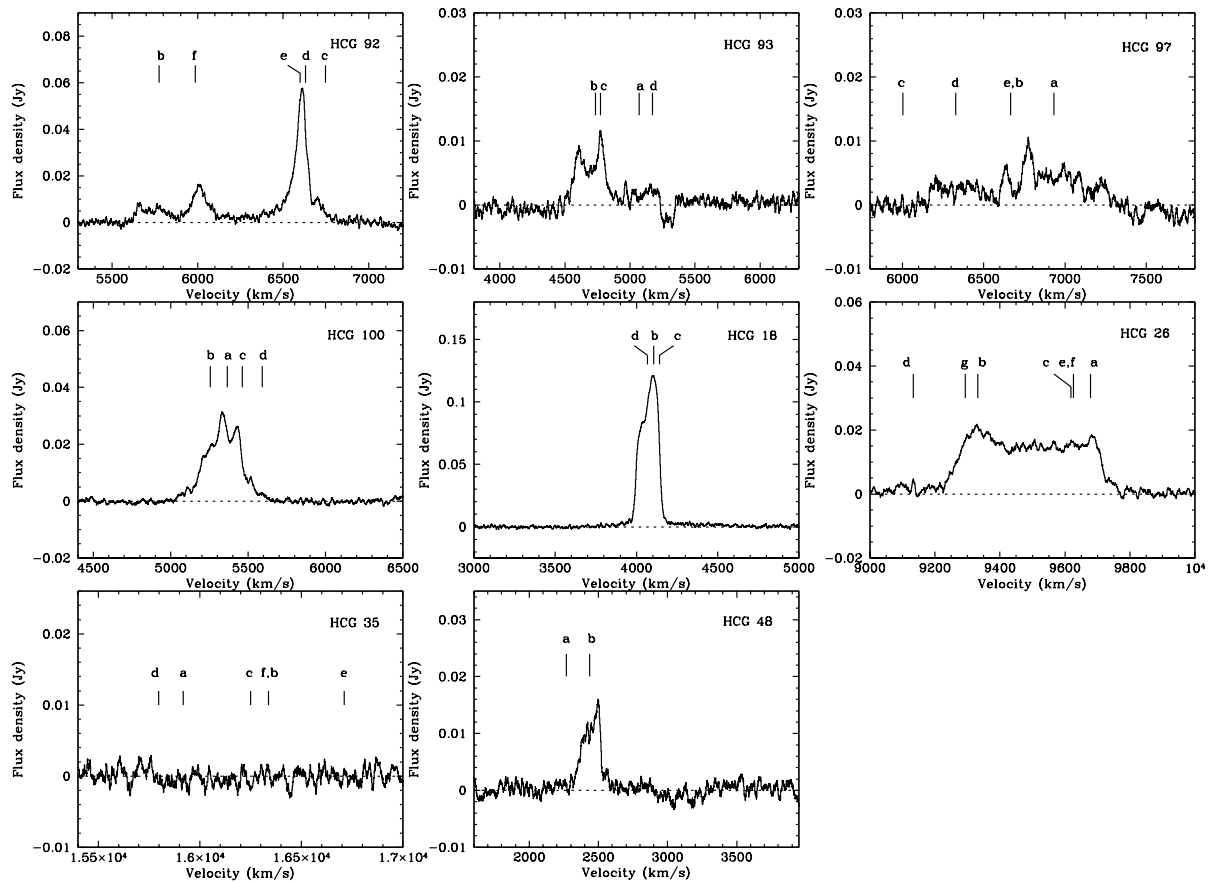 HCG 92
b f e d c
Flux density (Jy)
0.08
0.06
0.04
0.02
0
−0.02
5500 6000 6500 7000
Velocity (km/s)
HCG 93
b c a d
Flux density (Jy)
0.03
0.02
0.01
0
−0.01
4000 4500 5000 5500 6000
Velocity (km/s)
HCG 97
c d e,b a
Flux density (Jy)
0.03
0.02
0.01
0
−0.01
6000 6500 7000 7500
Velocity (km/s)
HCG 100
b a c d
Flux density (Jy)
0.06
0.04
0.02
0
−0.02
4500 5000 5500 6000 6500
Velocity (km/s)
HCG 18
d b c
Flux density (Jy)
0.15
0.1
0.05
0
3000 3500 4000 4500 5000
Velocity (km/s)
HCG 26
d g b c e,f a
Flux density (Jy)
0.06
0.04
0.02
0
−0.02
9000 9200 9400 9600 9800 10⁴
Velocity (km/s)
HCG 35
d a c f,b e
Flux density (Jy)
0.02
0.01
0
−0.01
1.55×10⁴ 1.6×10⁴ 1.65×10⁴ 1.7×10⁴
Velocity (km/s)
HCG 48
a b
Flux density (Jy)
0.03
0.02
0.01
0
−0.01
2000 2500 3000 3500
Velocity (km/s)